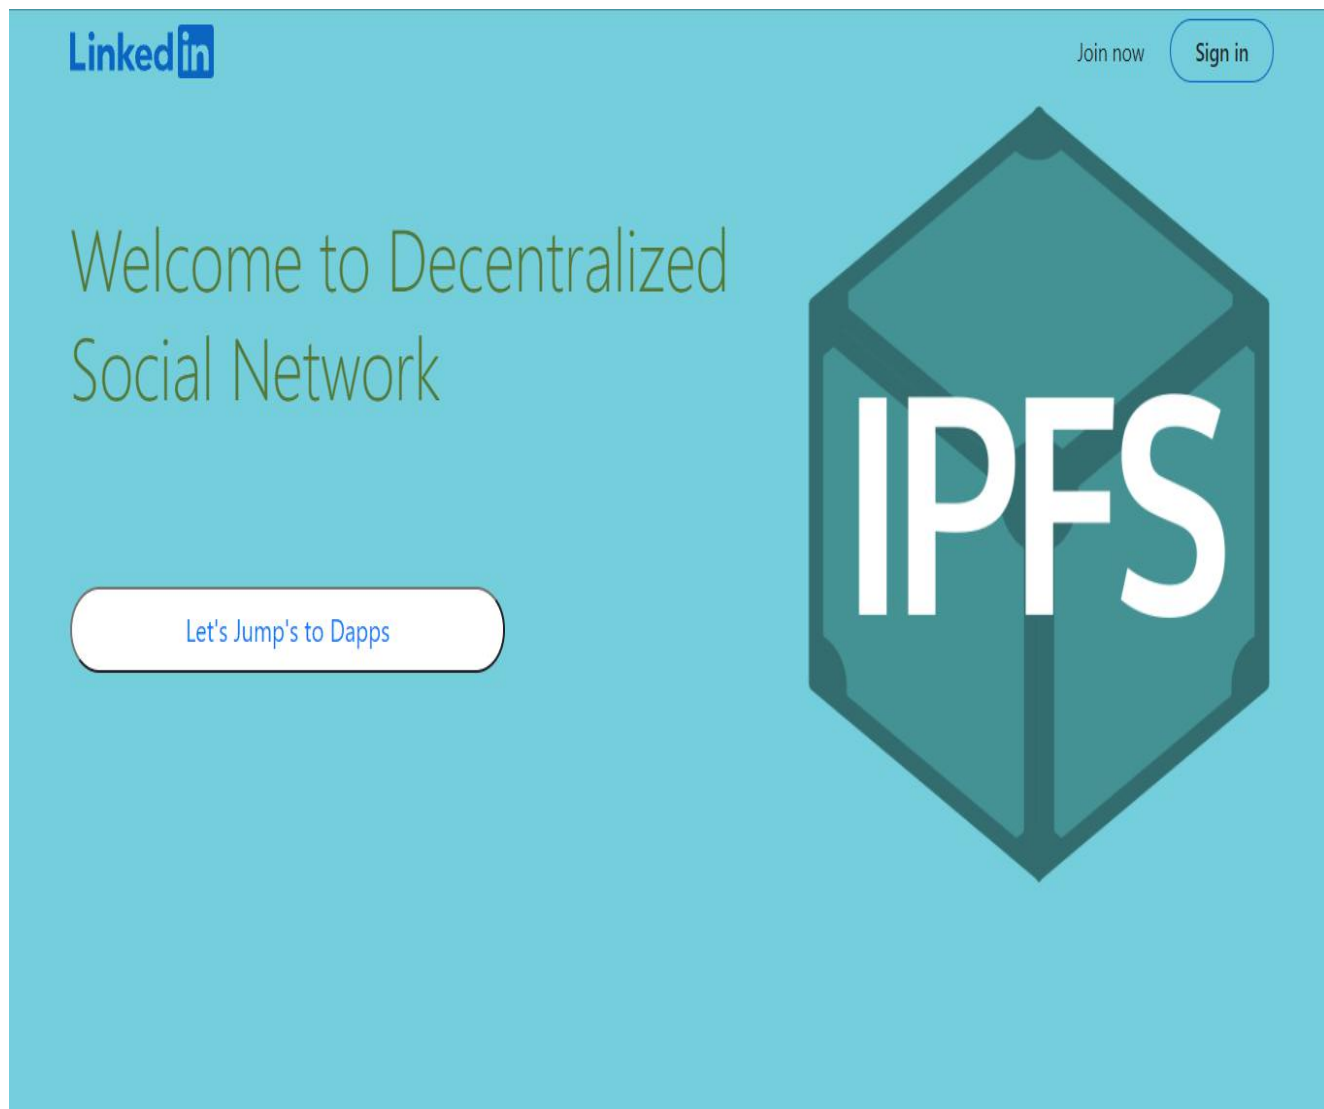 Linkedin
Join now
Sign in
Welcome to Decentralized
Social Network
IPFS
Let's Jump's to Dapps